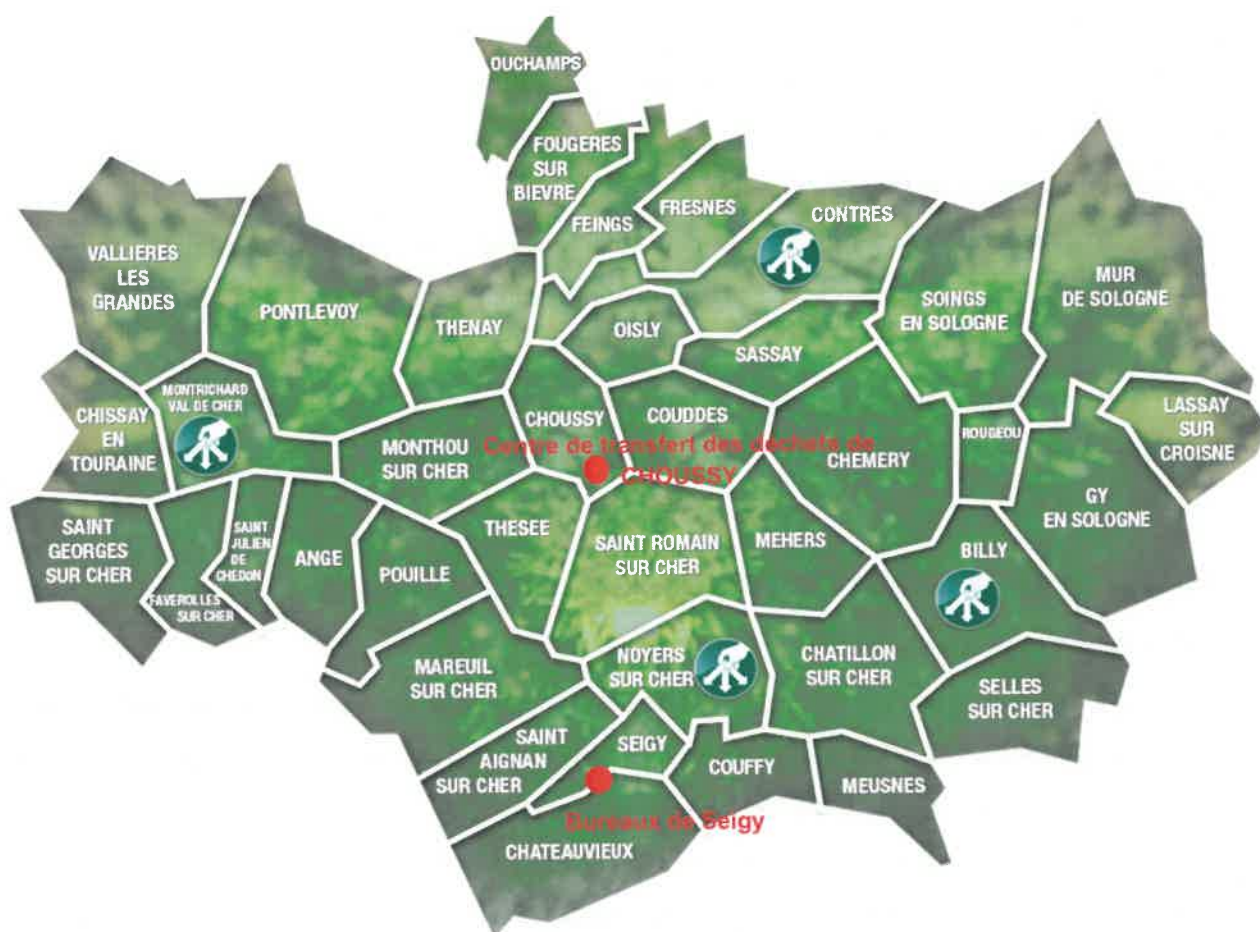 OUCHAMPS
FOUGERES
SUR
BIEVRE
FEINGS
FRESNES
CONTRES
VALLIERES
LES
GRANDES
PONTLEVOY
THENAY
OISLY
SASSAY
SOINGS
EN SOLOGNE
MUR
DE SOLOGNE
CHISSAY
EN
TOURAINE
MONTRICHARD
VAL DE CHER
MONTHOU
SUR CHER
CHOUSSY
COUDDES
Centre de transfert des déchets de
CHOUSSY
CHEMERY
ROUGEOU
LASSAY
SUR
CROISNE
GY
EN SOLOGNE
SAINT
GEORGES
SUR CHER
FAVEROLLES
SUR CHER
SAINT
JULIEN
DE
CHEDON
ANGE
POUILLE
THESEE
SAINT ROMAIN
SUR CHER
MEHERS
BILLY
MAREUIL
SUR CHER
NOYERS
SUR CHER
CHATILLON
SUR CHER
SELLES
SUR CHER
SAINT
AIGNAN
SUR CHER
SEIGY
COUFFY
MEUSNES
Bureaux de Seigy
CHATEAUVIEUX